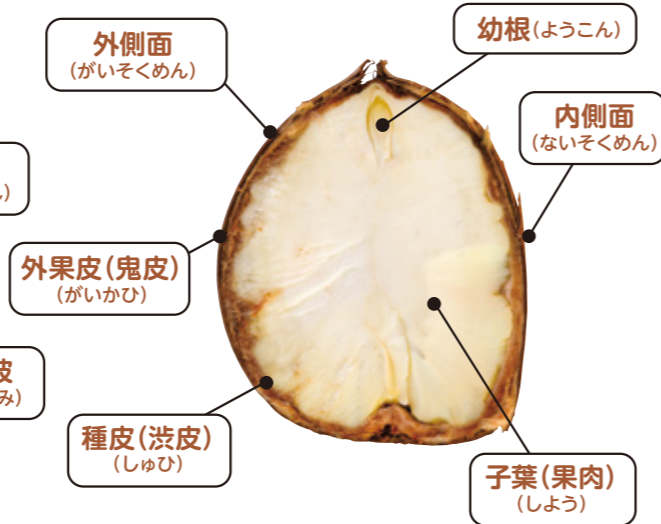 外側面
(がいそくめん)
幼根(ようこん)
内側面
(ないそくめん)
外果皮(鬼皮)
(がいかひ)
種皮(渋皮)
(しゅひ)
子葉(果肉)
(しよう)